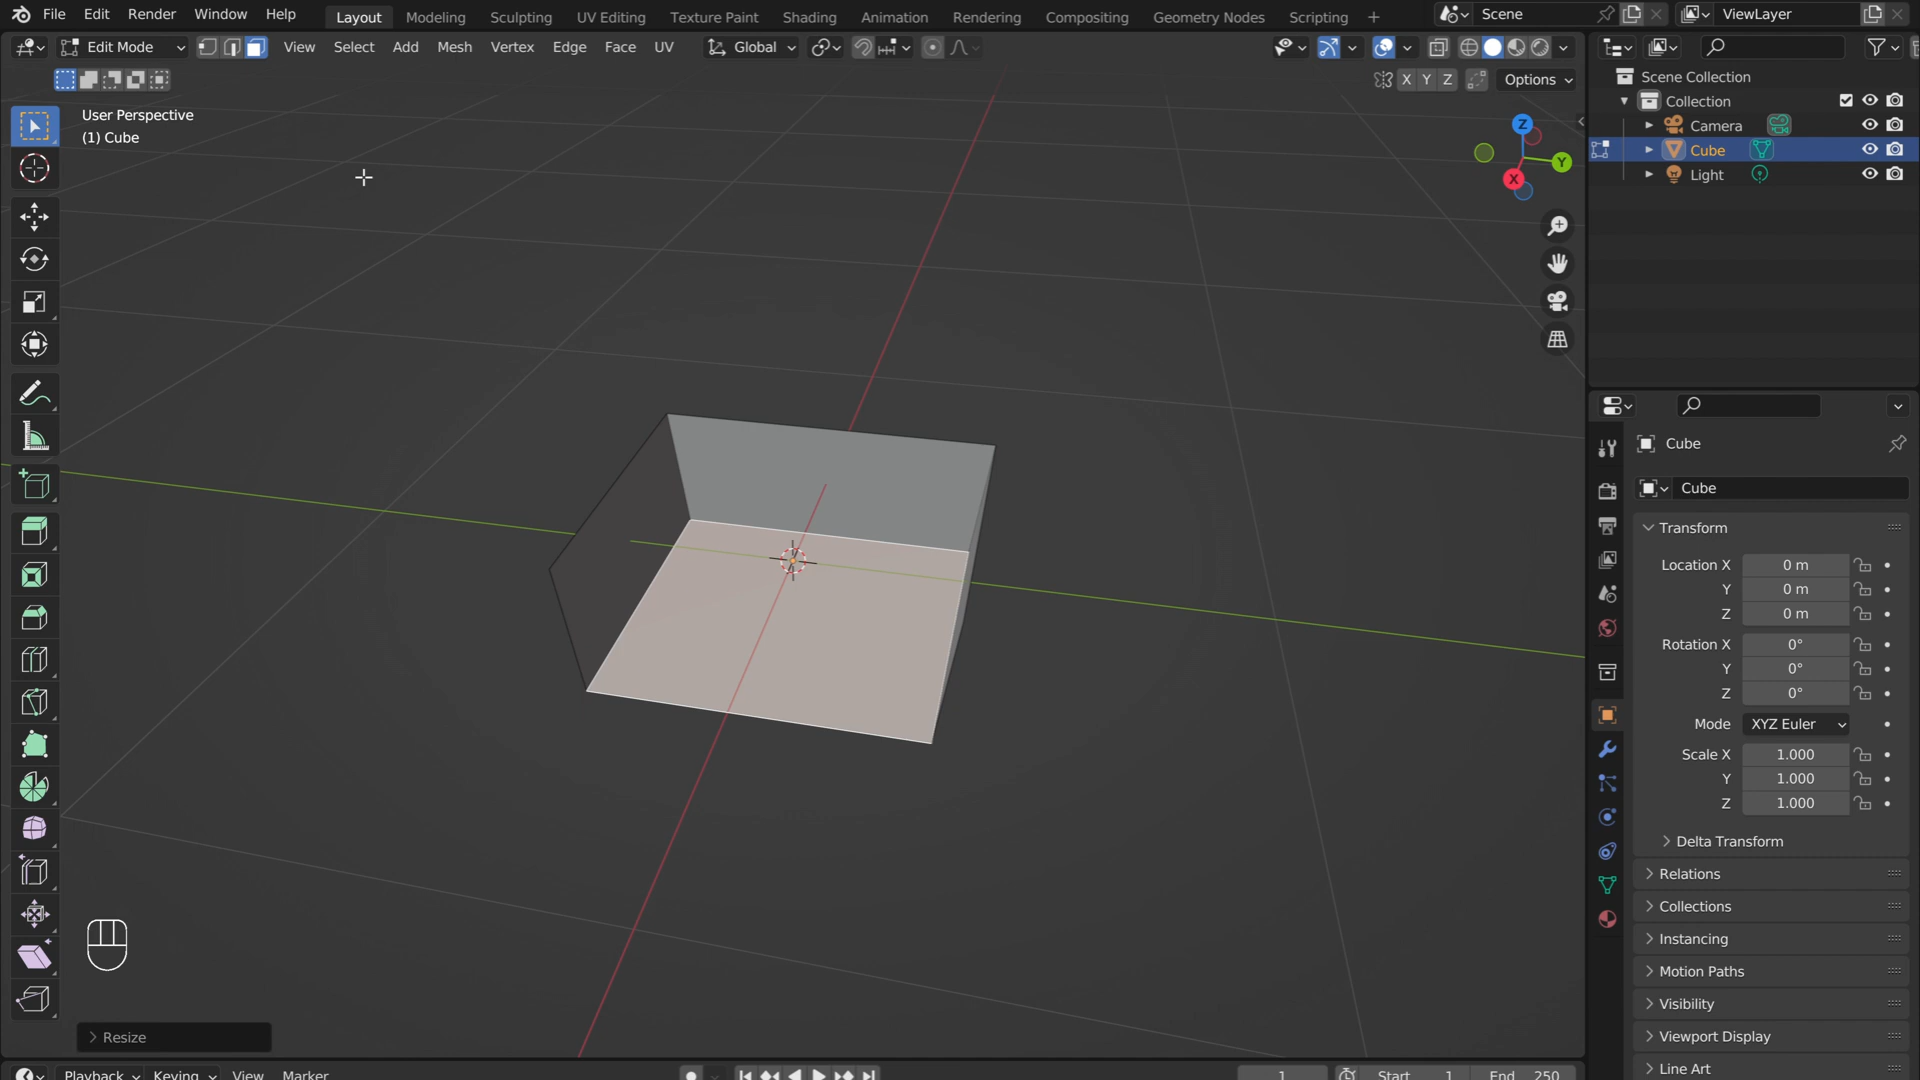 File Edit Render Window Help Layout Modeling Sculpting UV Editing Texture Paint Shading Animation Rendering Compositing Geometry Nodes Scripting + Scene ViewLayer
Edit Mode View Select Add Mesh Vertex Edge Face UV Global
X Y Z Options
User Perspective
(1) Cube
Z
Y
X
Scene Collection
Collection
Camera
Cube
Light
Cube
Cube
Transform
Location X 0 m
Y 0 m
Z 0 m
Rotation X 0°
Y 0°
Z 0°
Mode XYZ Euler
Scale X 1.000
Y 1.000
Z 1.000
Delta Transform
Relations
Collections
Instancing
Motion Paths
Visibility
Viewport Display
Line Art
Resize
Playback Keying View Marker 1 Start 1 End 250